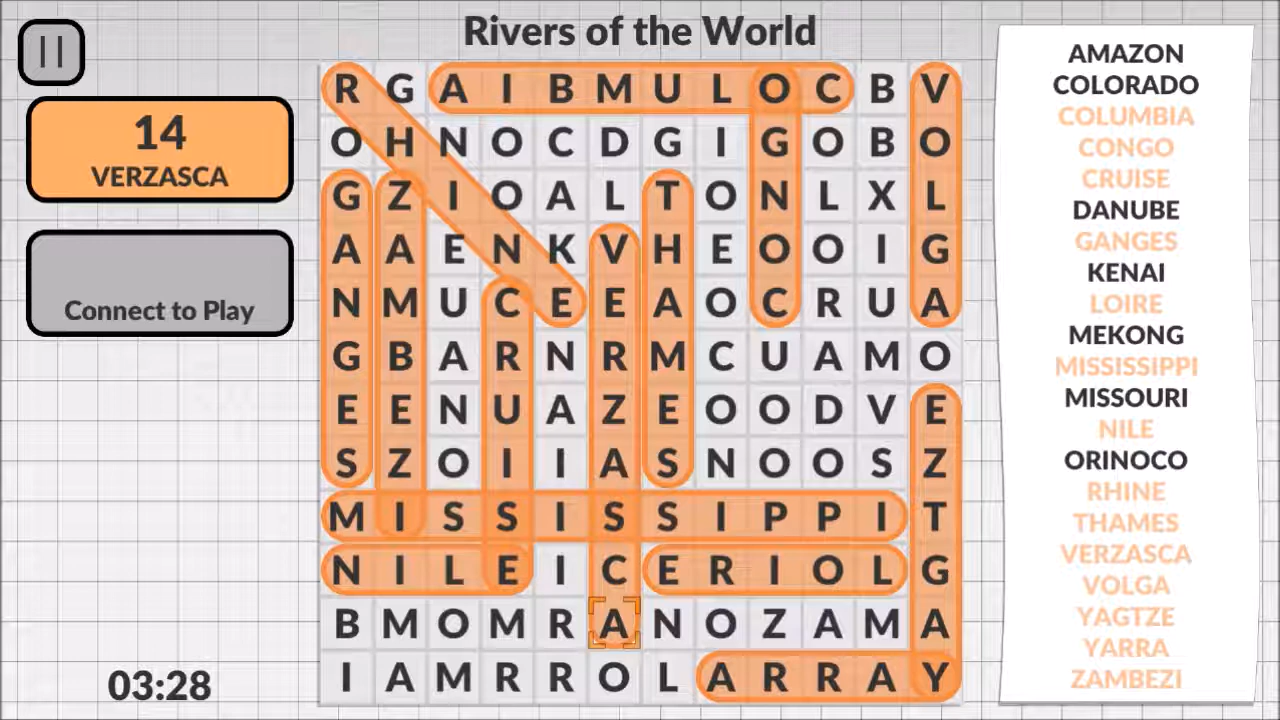 Rivers of the World
14
VERZASCA
Connect to Play
03:28
R G A I B M U L O C B V
O H N O C D G I G O B O
G Z I O A L T O N L X L
A A E N K V H E O O I G
N M U C E E A O C R U A
G B A R N R M C U A M O
E E N U A Z E O O D V E
S Z O I I A S N O O S Z
M I S S I S S I P P I T
N I L E I C E R I O L G
B M O M R A N O Z A M A
I A M R R O L A R R A Y
AMAZON
COLORADO
COLUMBIA
CONGO
CRUISE
DANUBE
GANGES
KENAI
LOIRE
MEKONG
MISSISSIPPI
MISSOURI
NILE
ORINOCO
RHINE
THAMES
VERZASCA
VOLGA
YAGTZE
YARRA
ZAMBEZI